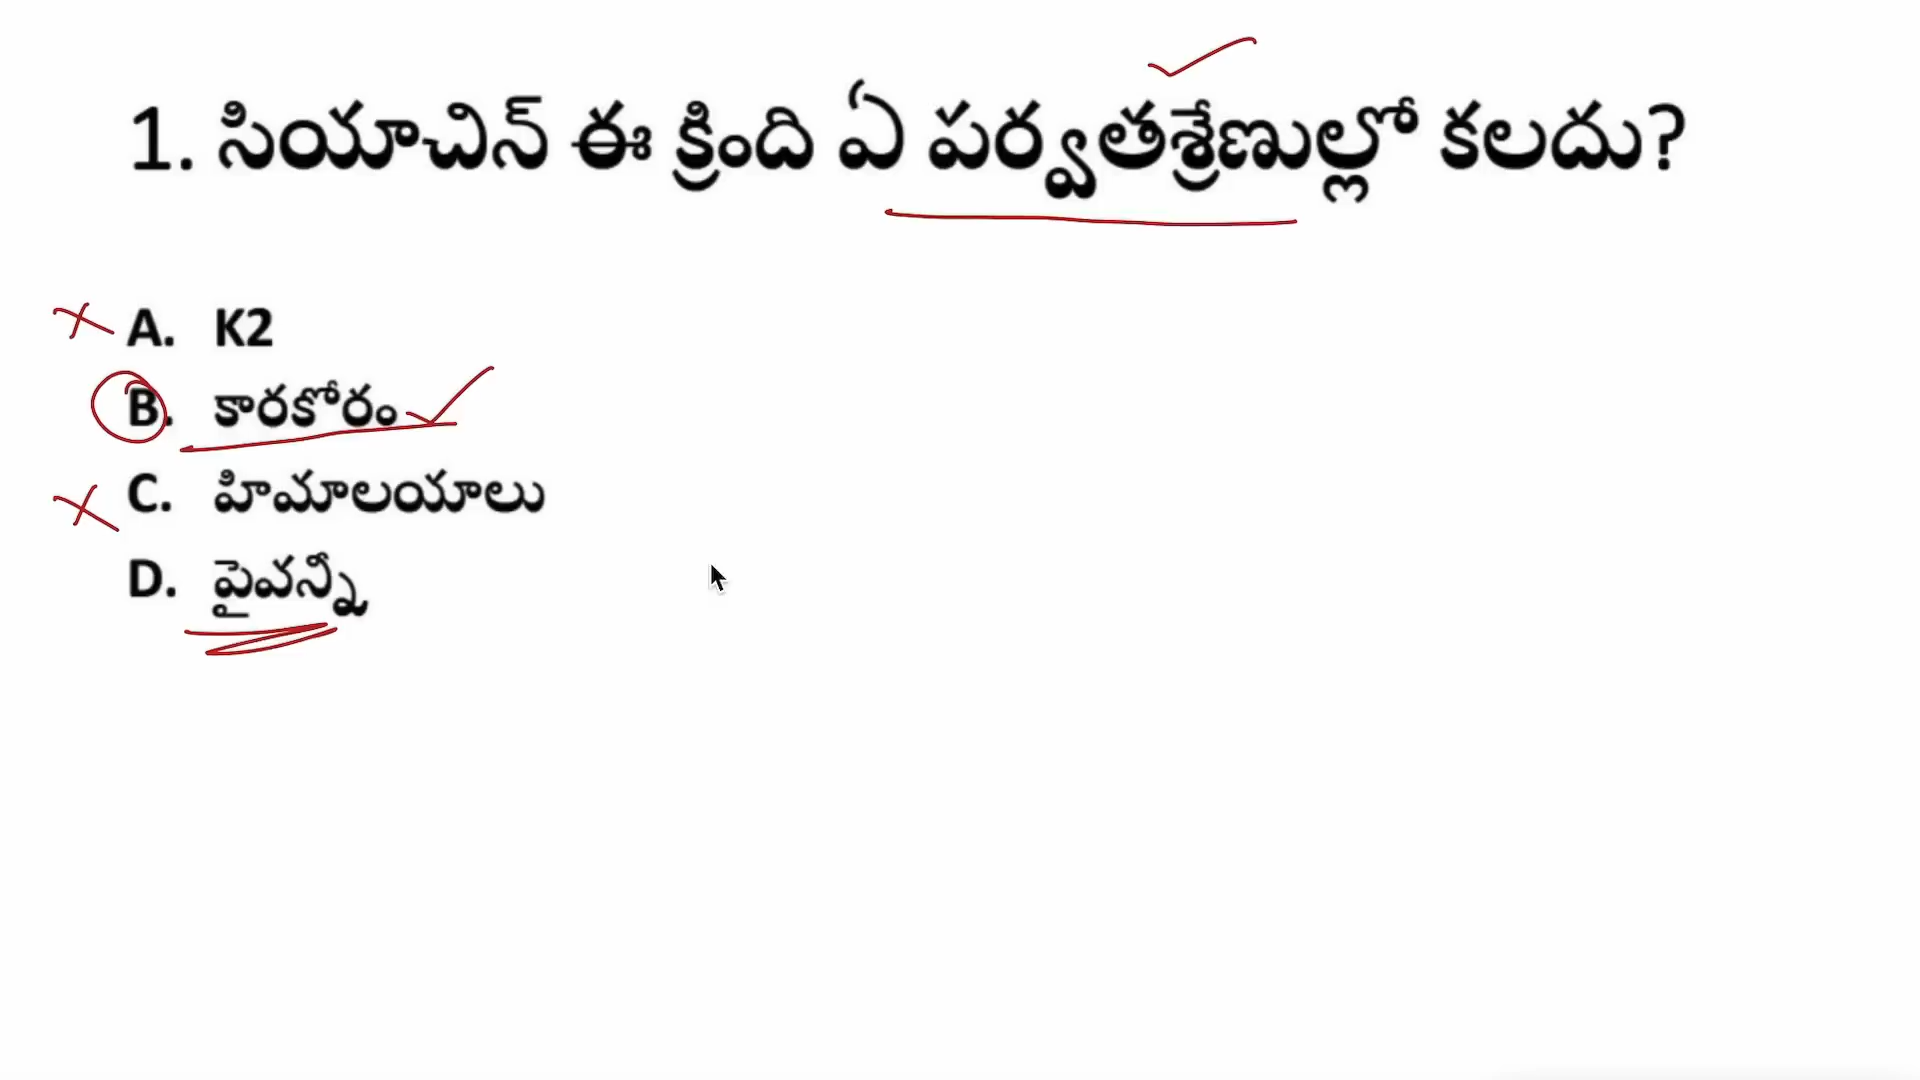 1. సియాచిన్ ఈ క్రింది ఏ పర్వతశ్రేణుల్లో కలదు?
A. K2
B. కారకోరం
C. హిమాలయాలు
D. పైవన్నీ